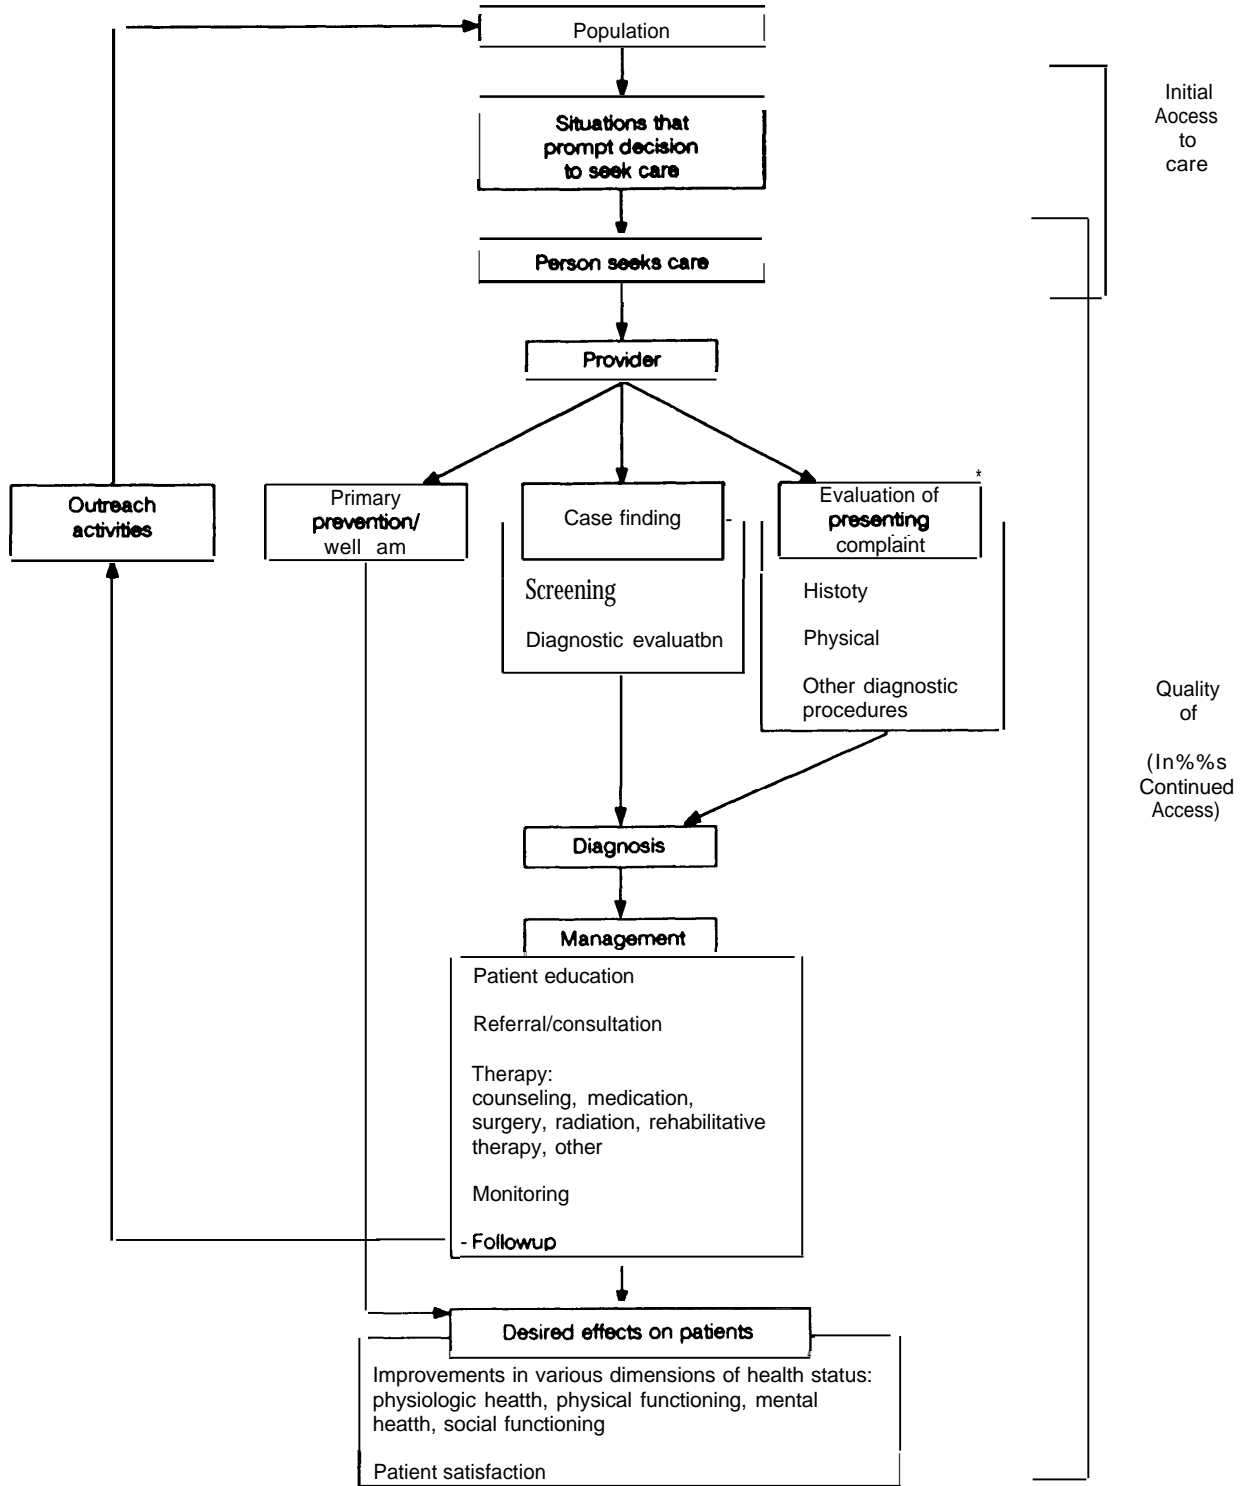 Population
Situations that
prompt decision
to seek care
Initial
Aocess
to
care
Person seeks care
Provider
Outreach
activities
Primary
prevention/
well am
Case finding
-
*
Evaluation of
presenting
complaint
Screening
Diagnostic evaluatbn
Histoty
Physical
Other diagnostic
procedures
Quality
of
(In%%s
Continued
Access)
Diagnosis
Management
Patient education
Referral/consultation
Therapy:
counseling, medication,
surgery, radiation, rehabilitative
therapy, other
Monitoring
- Followup
Desired effects on patients
Improvements in various dimensions of health status:
physiologic heatth, physical functioning, mental
heatth, social functioning
Patient satisfaction